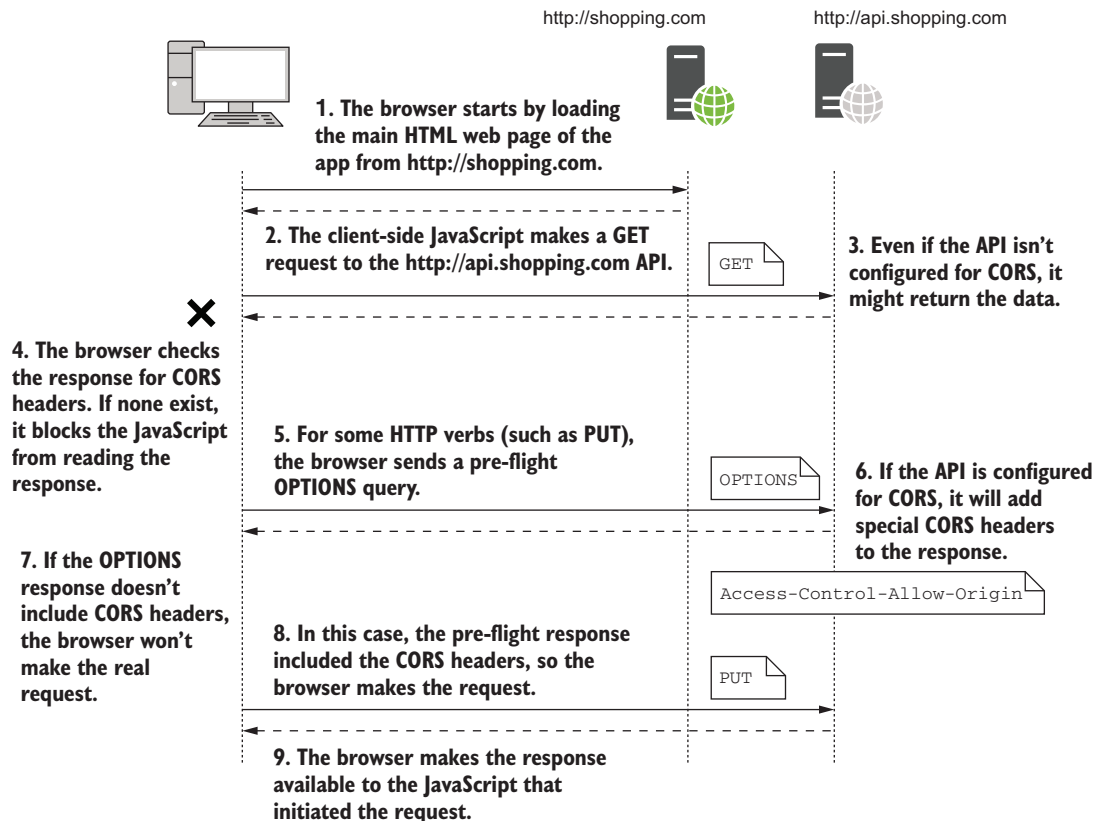 http://shopping.com
http://api.shopping.com
1. The browser starts by loading
the main HTML web page of the
app from http://shopping.com.
2. The client-side JavaScript makes a GET
request to the http://api.shopping.com API.
GET
3. Even if the API isn't
configured for CORS, it
might return the data.
4. The browser checks
the response for CORS
headers. If none exist,
it blocks the JavaScript
from reading the
response.
5. For some HTTP verbs (such as PUT),
the browser sends a pre-flight
OPTIONS query.
OPTIONS
6. If the API is configured
for CORS, it will add
special CORS headers
to the response.
Access-Control-Allow-Origin
7. If the OPTIONS
response doesn't
include CORS headers,
the browser won't
make the real
request.
8. In this case, the pre-flight response
included the CORS headers, so the
browser makes the request.
PUT
9. The browser makes the response
available to the JavaScript that
initiated the request.